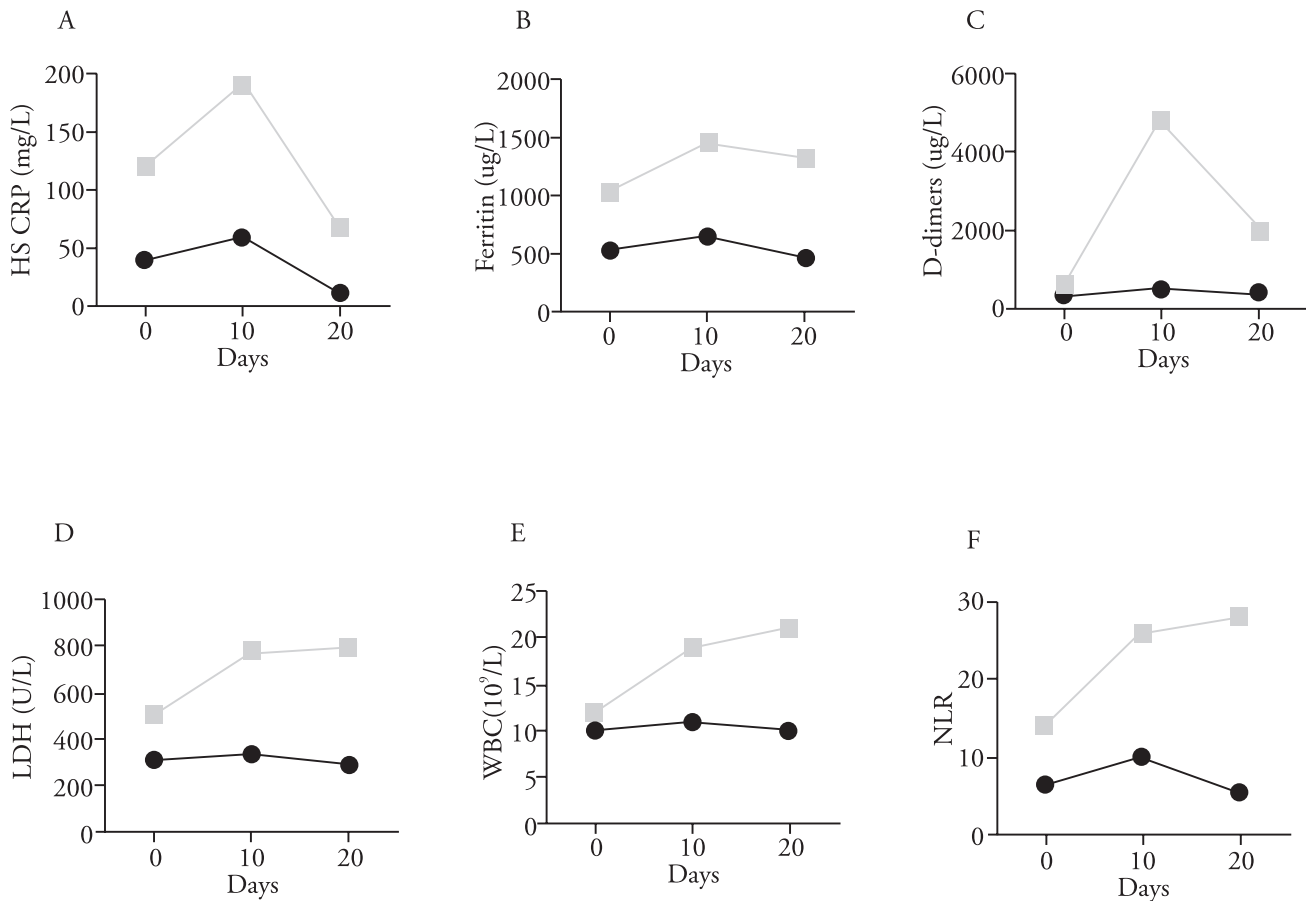 A
HS CRP (mg/L)
200
150
100
50
0
0 10 20
Days
B
Ferritin (ug/L)
2000
1500
1000
500
0
0 10 20
Days
C
D-dimers (ug/L)
6000
4000
2000
0
0 10 20
Days
D
LDH (U/L)
1000
800
600
400
200
0
0 10 20
Days
E
WBC(10⁹/L)
25
20
15
10
5
0
0 10 20
Days
F
NLR
30
20
10
0
0 10 20
Days